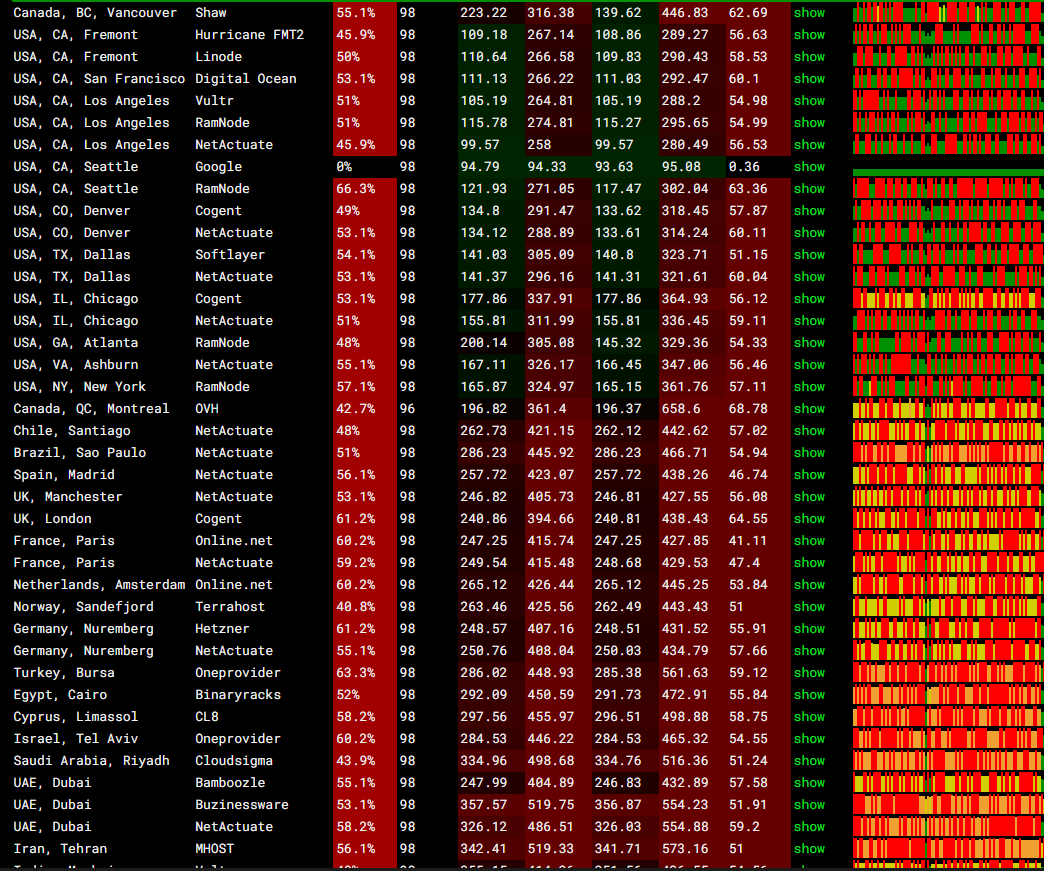 Canada, BC, Vancouver Shaw 55.1% 98 223.22 316.38 139.62 446.83 62.69 show
USA, CA, Fremont Hurricane FMT2 45.9% 98 109.18 267.14 108.86 289.27 56.63 show
USA, CA, Fremont Linode 50% 98 110.64 266.58 109.83 290.43 58.53 show
USA, CA, San Francisco Digital Ocean 53.1% 98 111.13 266.22 111.03 292.47 60.1 show
USA, CA, Los Angeles Vultr 51% 98 105.19 264.81 105.19 288.2 54.98 show
USA, CA, Los Angeles RamNode 51% 98 115.78 274.81 115.27 295.65 54.99 show
USA, CA, Los Angeles NetActuate 45.9% 98 99.57 258 99.57 280.49 56.53 show
USA, CA, Seattle Google 0% 98 94.79 94.33 93.63 95.08 0.36 show
USA, CA, Seattle RamNode 66.3% 98 121.93 271.05 117.47 302.04 63.36 show
USA, CO, Denver Cogent 49% 98 134.8 291.47 133.62 318.45 57.87 show
USA, CO, Denver NetActuate 53.1% 98 134.12 288.89 133.61 314.24 60.11 show
USA, TX, Dallas Softlayer 54.1% 98 141.03 305.09 140.8 323.71 51.15 show
USA, TX, Dallas NetActuate 53.1% 98 141.37 296.16 141.31 321.61 60.04 show
USA, IL, Chicago Cogent 53.1% 98 177.86 337.91 177.86 364.93 56.12 show
USA, IL, Chicago NetActuate 51% 98 155.81 311.99 155.81 336.45 59.11 show
USA, GA, Atlanta RamNode 48% 98 200.14 305.08 145.32 329.36 54.33 show
USA, VA, Ashburn NetActuate 55.1% 98 167.11 326.17 166.45 347.06 56.46 show
USA, NY, New York RamNode 57.1% 98 165.87 324.97 165.15 361.76 57.11 show
Canada, QC, Montreal OVH 42.7% 96 196.82 361.4 196.37 658.6 68.78 show
Chile, Santiago NetActuate 48% 98 262.73 421.15 262.12 442.62 57.02 show
Brazil, Sao Paulo NetActuate 51% 98 286.23 445.92 286.23 466.71 54.94 show
Spain, Madrid NetActuate 56.1% 98 257.72 423.07 257.72 438.26 46.74 show
UK, Manchester NetActuate 53.1% 98 246.82 405.73 246.81 427.55 56.08 show
UK, London Cogent 61.2% 98 240.86 394.66 240.81 438.43 64.55 show
France, Paris Online.net 60.2% 98 247.25 415.74 247.25 427.85 41.11 show
France, Paris NetActuate 59.2% 98 249.54 415.48 248.68 429.53 47.4 show
Netherlands, Amsterdam Online.net 60.2% 98 265.12 426.44 265.12 445.25 53.84 show
Norway, Sandefjord Terrahost 40.8% 98 263.46 425.56 262.49 443.43 51 show
Germany, Nuremberg Hetzner 61.2% 98 248.57 407.16 248.51 431.52 55.91 show
Germany, Nuremberg NetActuate 55.1% 98 250.76 408.04 250.03 434.79 57.66 show
Turkey, Bursa Oneprovider 63.3% 98 286.02 448.93 285.38 561.63 59.12 show
Egypt, Cairo Binaryracks 52% 98 292.09 450.59 291.73 472.91 55.84 show
Cyprus, Limassol CL8 58.2% 98 297.56 455.97 296.51 498.88 58.75 show
Israel, Tel Aviv Oneprovider 60.2% 98 284.53 446.22 284.53 465.32 54.55 show
Saudi Arabia, Riyadh Cloudsigma 43.9% 98 334.96 498.68 334.76 516.36 51.24 show
UAE, Dubai Bamboozle 55.1% 98 247.99 404.89 246.83 432.89 57.58 show
UAE, Dubai Buzinessware 53.1% 98 357.57 519.75 356.87 554.23 51.91 show
UAE, Dubai NetActuate 58.2% 98 326.12 486.51 326.03 554.88 59.2 show
Iran, Tehran MHOST 56.1% 98 342.41 519.33 341.71 573.16 51 show